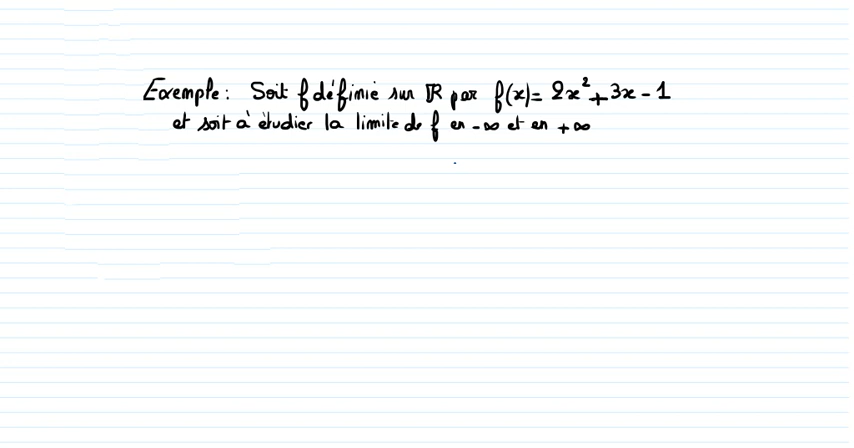 Exemple : Soit f définie sur ℝ par f(x) = 2x² + 3x - 1
et soit à étudier la limite de f en -∞ et en +∞